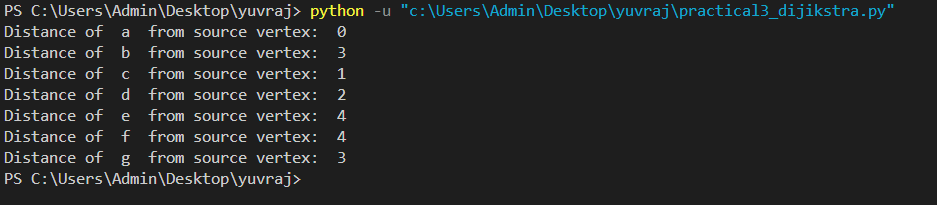 PS C:\Users\Admin\Desktop\yuvraj> python -u "c:\Users\Admin\Desktop\yuvraj\practical3_dijikstra.py"
Distance of  a  from source vertex:  0
Distance of  b  from source vertex:  3
Distance of  c  from source vertex:  1
Distance of  d  from source vertex:  2
Distance of  e  from source vertex:  4
Distance of  f  from source vertex:  4
Distance of  g  from source vertex:  3
PS C:\Users\Admin\Desktop\yuvraj>